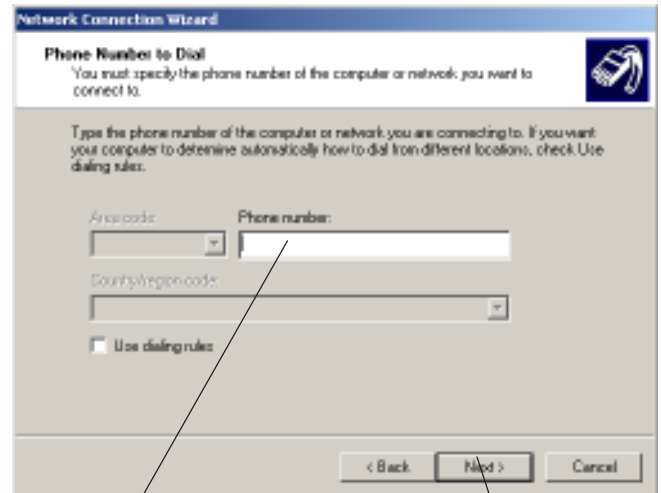 Network Connection Wizard
Phone Number to Dial
You must specify the phone number of the computer or network you want to
connect to.
Type the phone number of the computer or network you are connecting to. If you want
your computer to determine automatically how to dial from different locations, check Use
dialing rules.
Area code: Phone number:
Country/region code:
Use dialing rules
< Back Next > Cancel